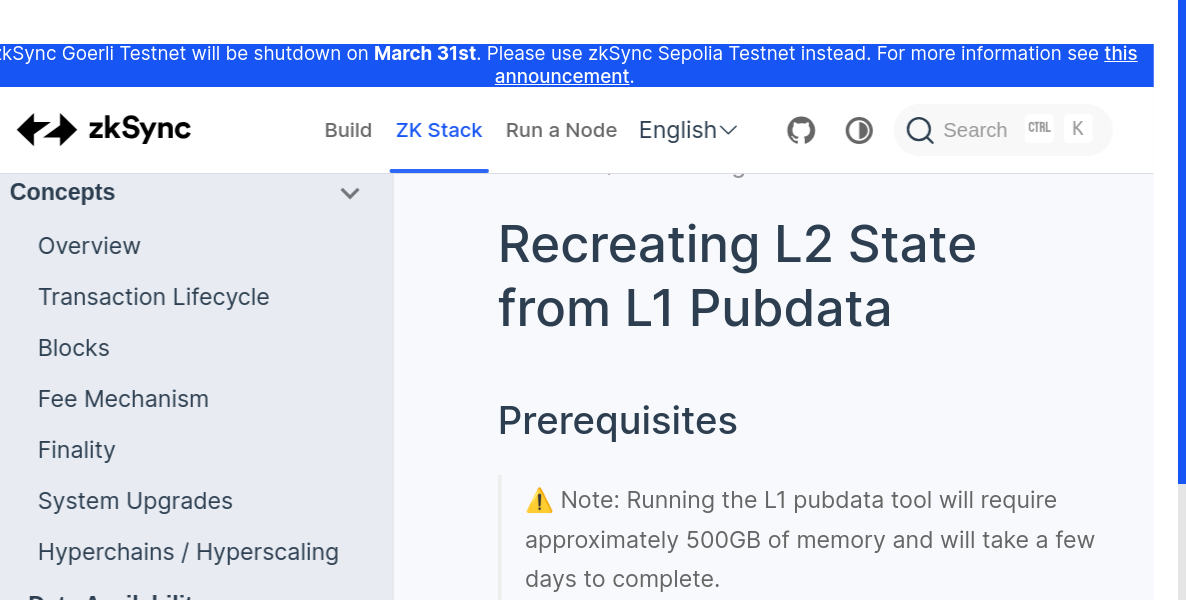 zkSync Goerli Testnet will be shutdown on March 31st. Please use zkSync Sepolia Testnet instead. For more information see this
announcement.
zkSync
Build
ZK Stack
Run a Node
English
Search
CTRL
K
Concepts
Overview
Transaction Lifecycle
Blocks
Fee Mechanism
Finality
System Upgrades
Hyperchains / Hyperscaling
Recreating L2 State
from L1 Pubdata
Prerequisites
⚠️ Note: Running the L1 pubdata tool will require
approximately 500GB of memory and will take a few
days to complete.